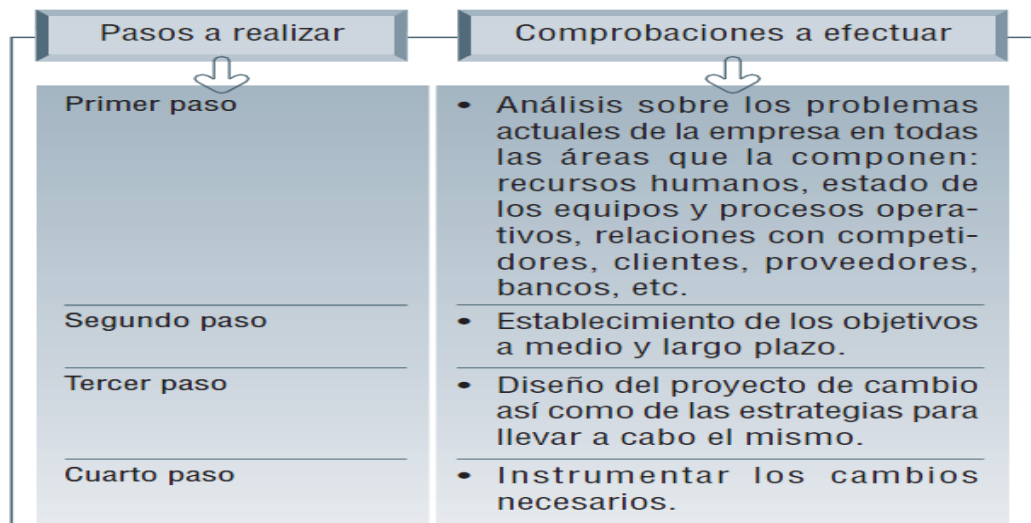 Pasos a realizar
Comprobaciones a efectuar
Primer paso
• Análisis sobre los problemas
actuales de la empresa en todas
las áreas que la componen:
recursos humanos, estado de
los equipos y procesos opera-
tivos, relaciones con competi-
dores, clientes, proveedores,
bancos, etc.
Segundo paso
• Establecimiento de los objetivos
a medio y largo plazo.
Tercer paso
• Diseño del proyecto de cambio
así como de las estrategias para
llevar a cabo el mismo.
Cuarto paso
• Instrumentar los cambios
necesarios.